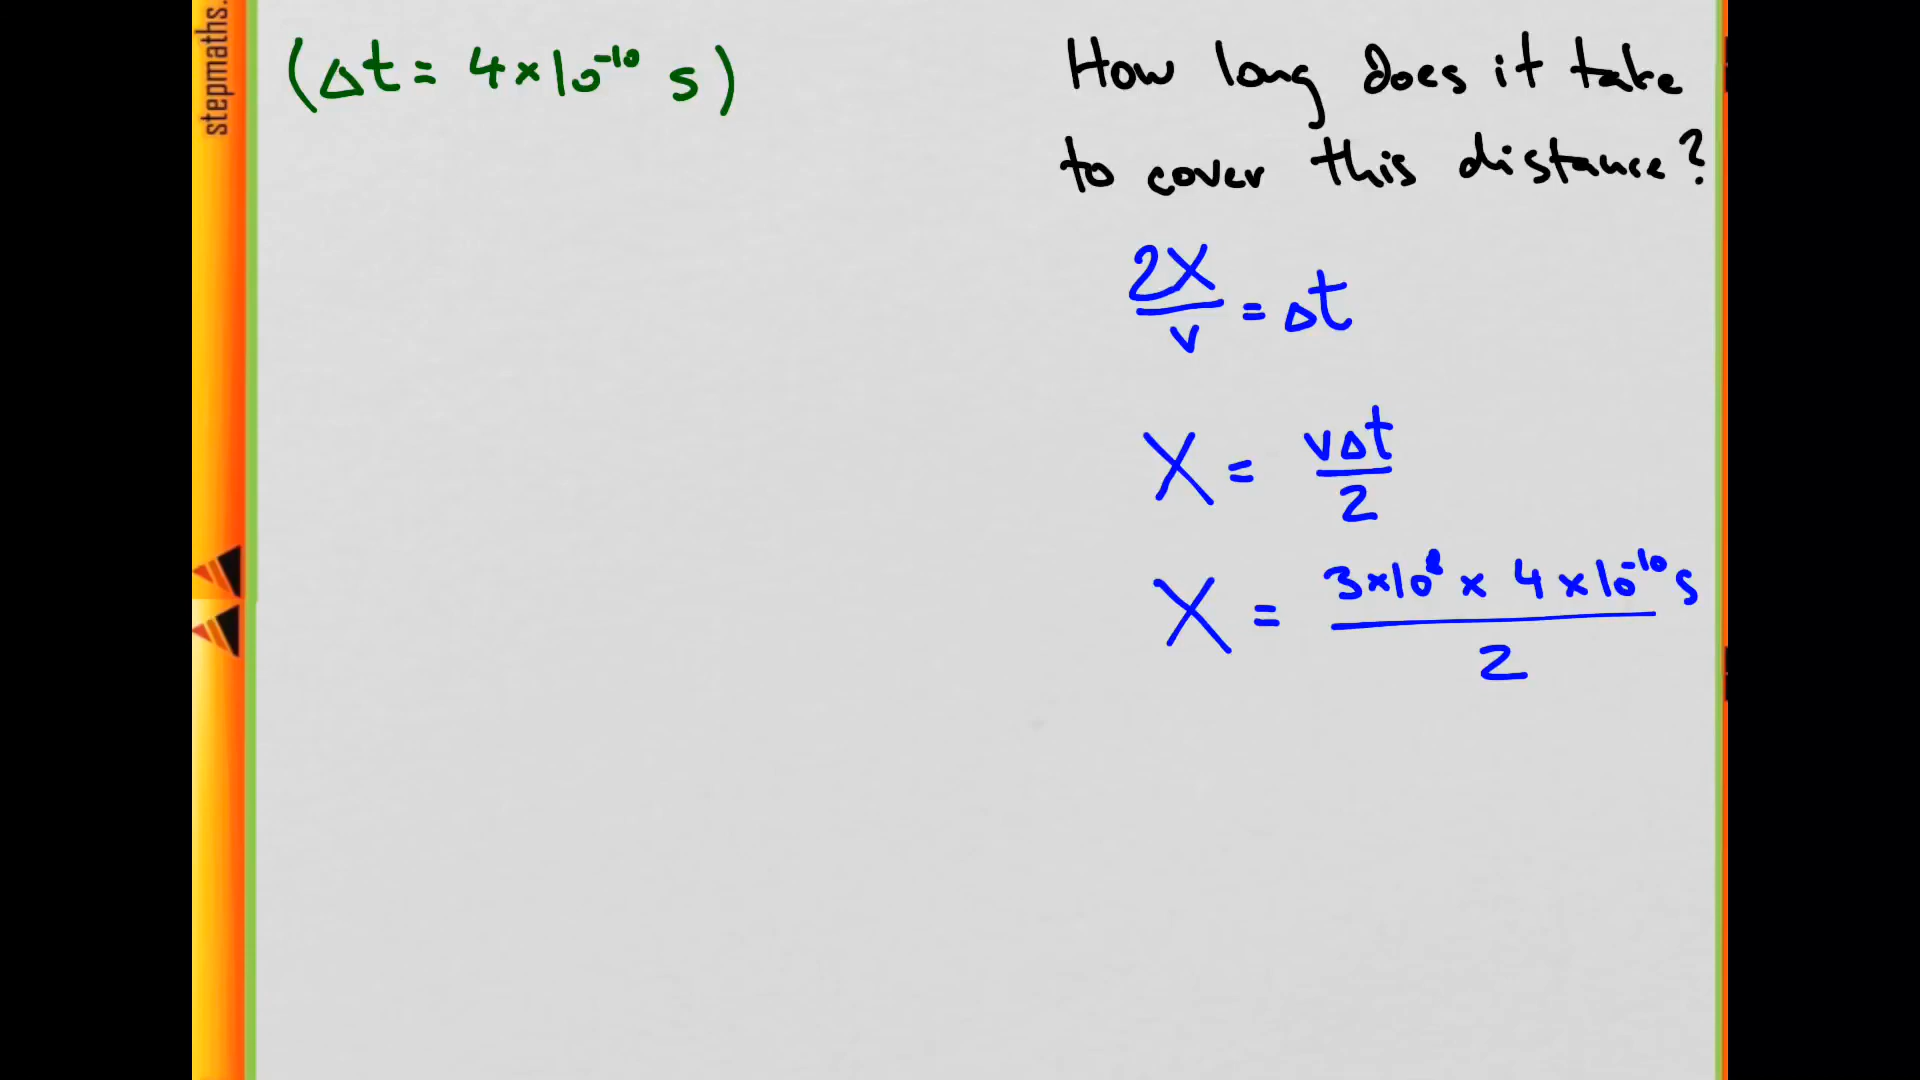 stepmaths.
(Δt = 4×10⁻¹⁰ s)
How long does it take
to cover this distance?
2X/v = Δt
X = vΔt/2
X = 3×10⁸ × 4×10⁻¹⁰ s/2